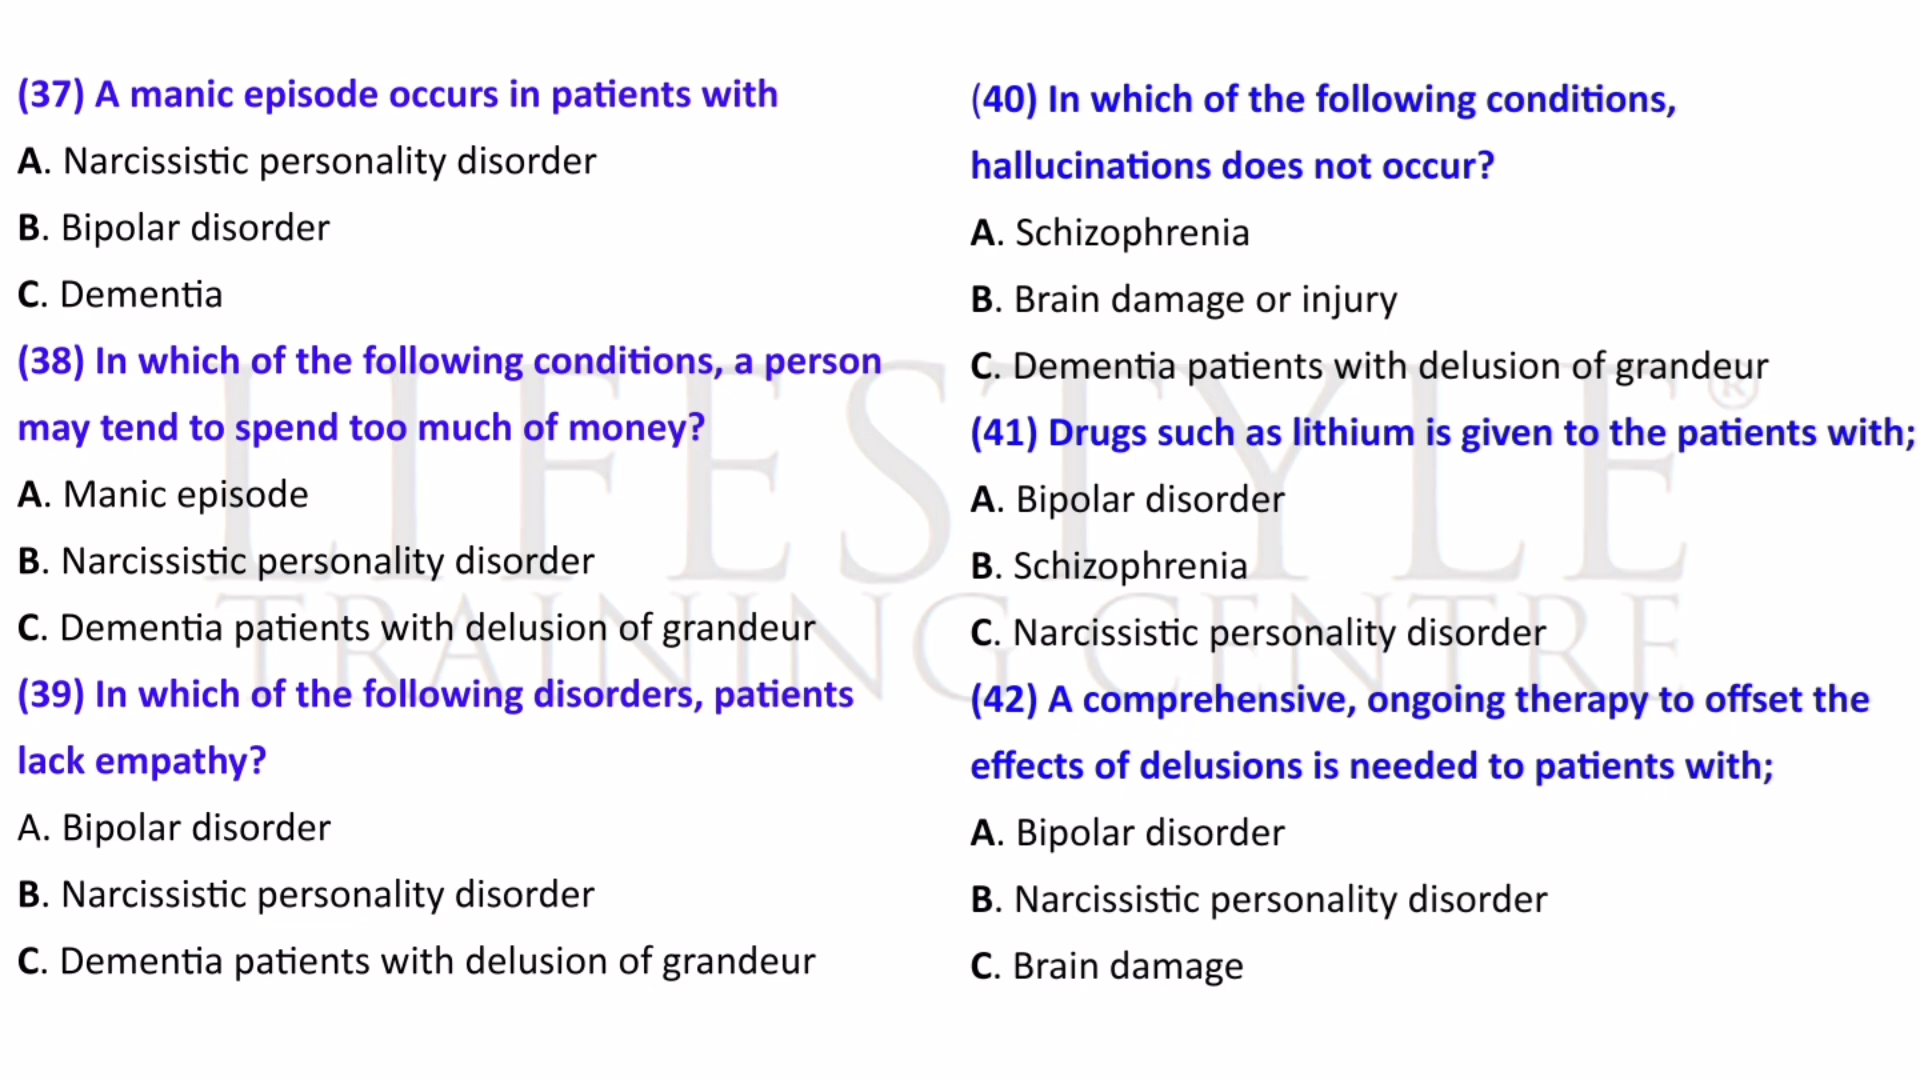 (37) A manic episode occurs in patients with
A. Narcissistic personality disorder
B. Bipolar disorder
C. Dementia
(38) In which of the following conditions, a person
may tend to spend too much of money?
A. Manic episode
B. Narcissistic personality disorder
C. Dementia patients with delusion of grandeur
(39) In which of the following disorders, patients
lack empathy?
A. Bipolar disorder
B. Narcissistic personality disorder
C. Dementia patients with delusion of grandeur
(40) In which of the following conditions,
hallucinations does not occur?
A. Schizophrenia
B. Brain damage or injury
C. Dementia patients with delusion of grandeur
(41) Drugs such as lithium is given to the patients with;
A. Bipolar disorder
B. Schizophrenia
C. Narcissistic personality disorder
(42) A comprehensive, ongoing therapy to offset the
effects of delusions is needed to patients with;
A. Bipolar disorder
B. Narcissistic personality disorder
C. Brain damage
LIFESTYLE®
TRAINING CENTRE